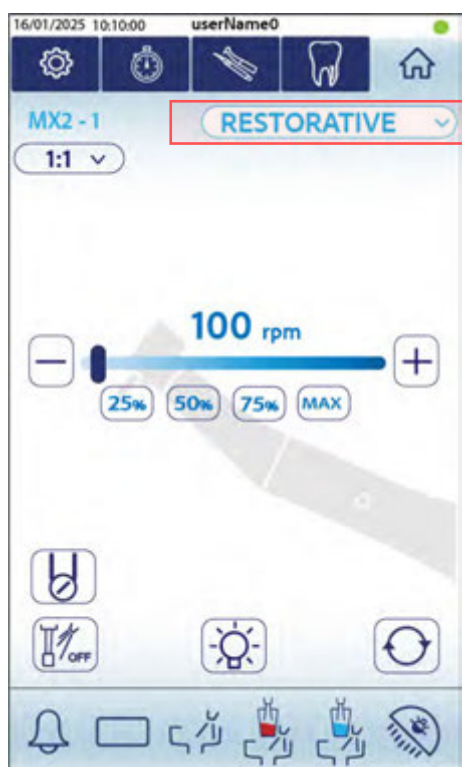 16/01/2025 10:10:00 userName0
MX2 - 1 RESTORATIVE
1:1
100 rpm
25% 50% 75% MAX
OFF